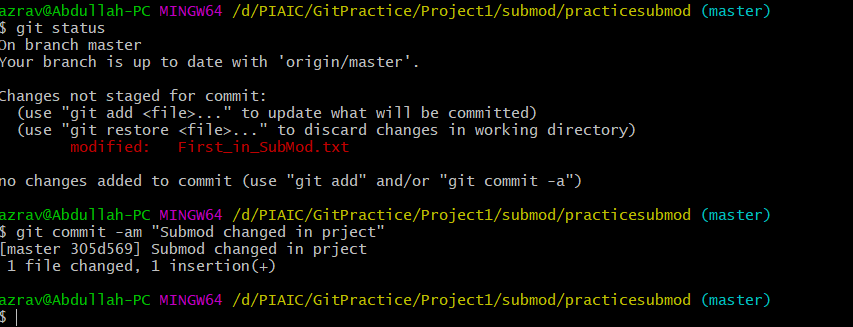 azrav@Abdullah-PC MINGW64 /d/PIAIC/GitPractice/Project1/submod/practicesubmod (master)
$ git status
On branch master
Your branch is up to date with 'origin/master'.
Changes not staged for commit:
  (use "git add <file>..." to update what will be committed)
  (use "git restore <file>..." to discard changes in working directory)
        modified:   First_in_SubMod.txt
no changes added to commit (use "git add" and/or "git commit -a")
azrav@Abdullah-PC MINGW64 /d/PIAIC/GitPractice/Project1/submod/practicesubmod (master)
$ git commit -am "Submod changed in prject"
[master 305d569] Submod changed in prject
 1 file changed, 1 insertion(+)
azrav@Abdullah-PC MINGW64 /d/PIAIC/GitPractice/Project1/submod/practicesubmod (master)
$